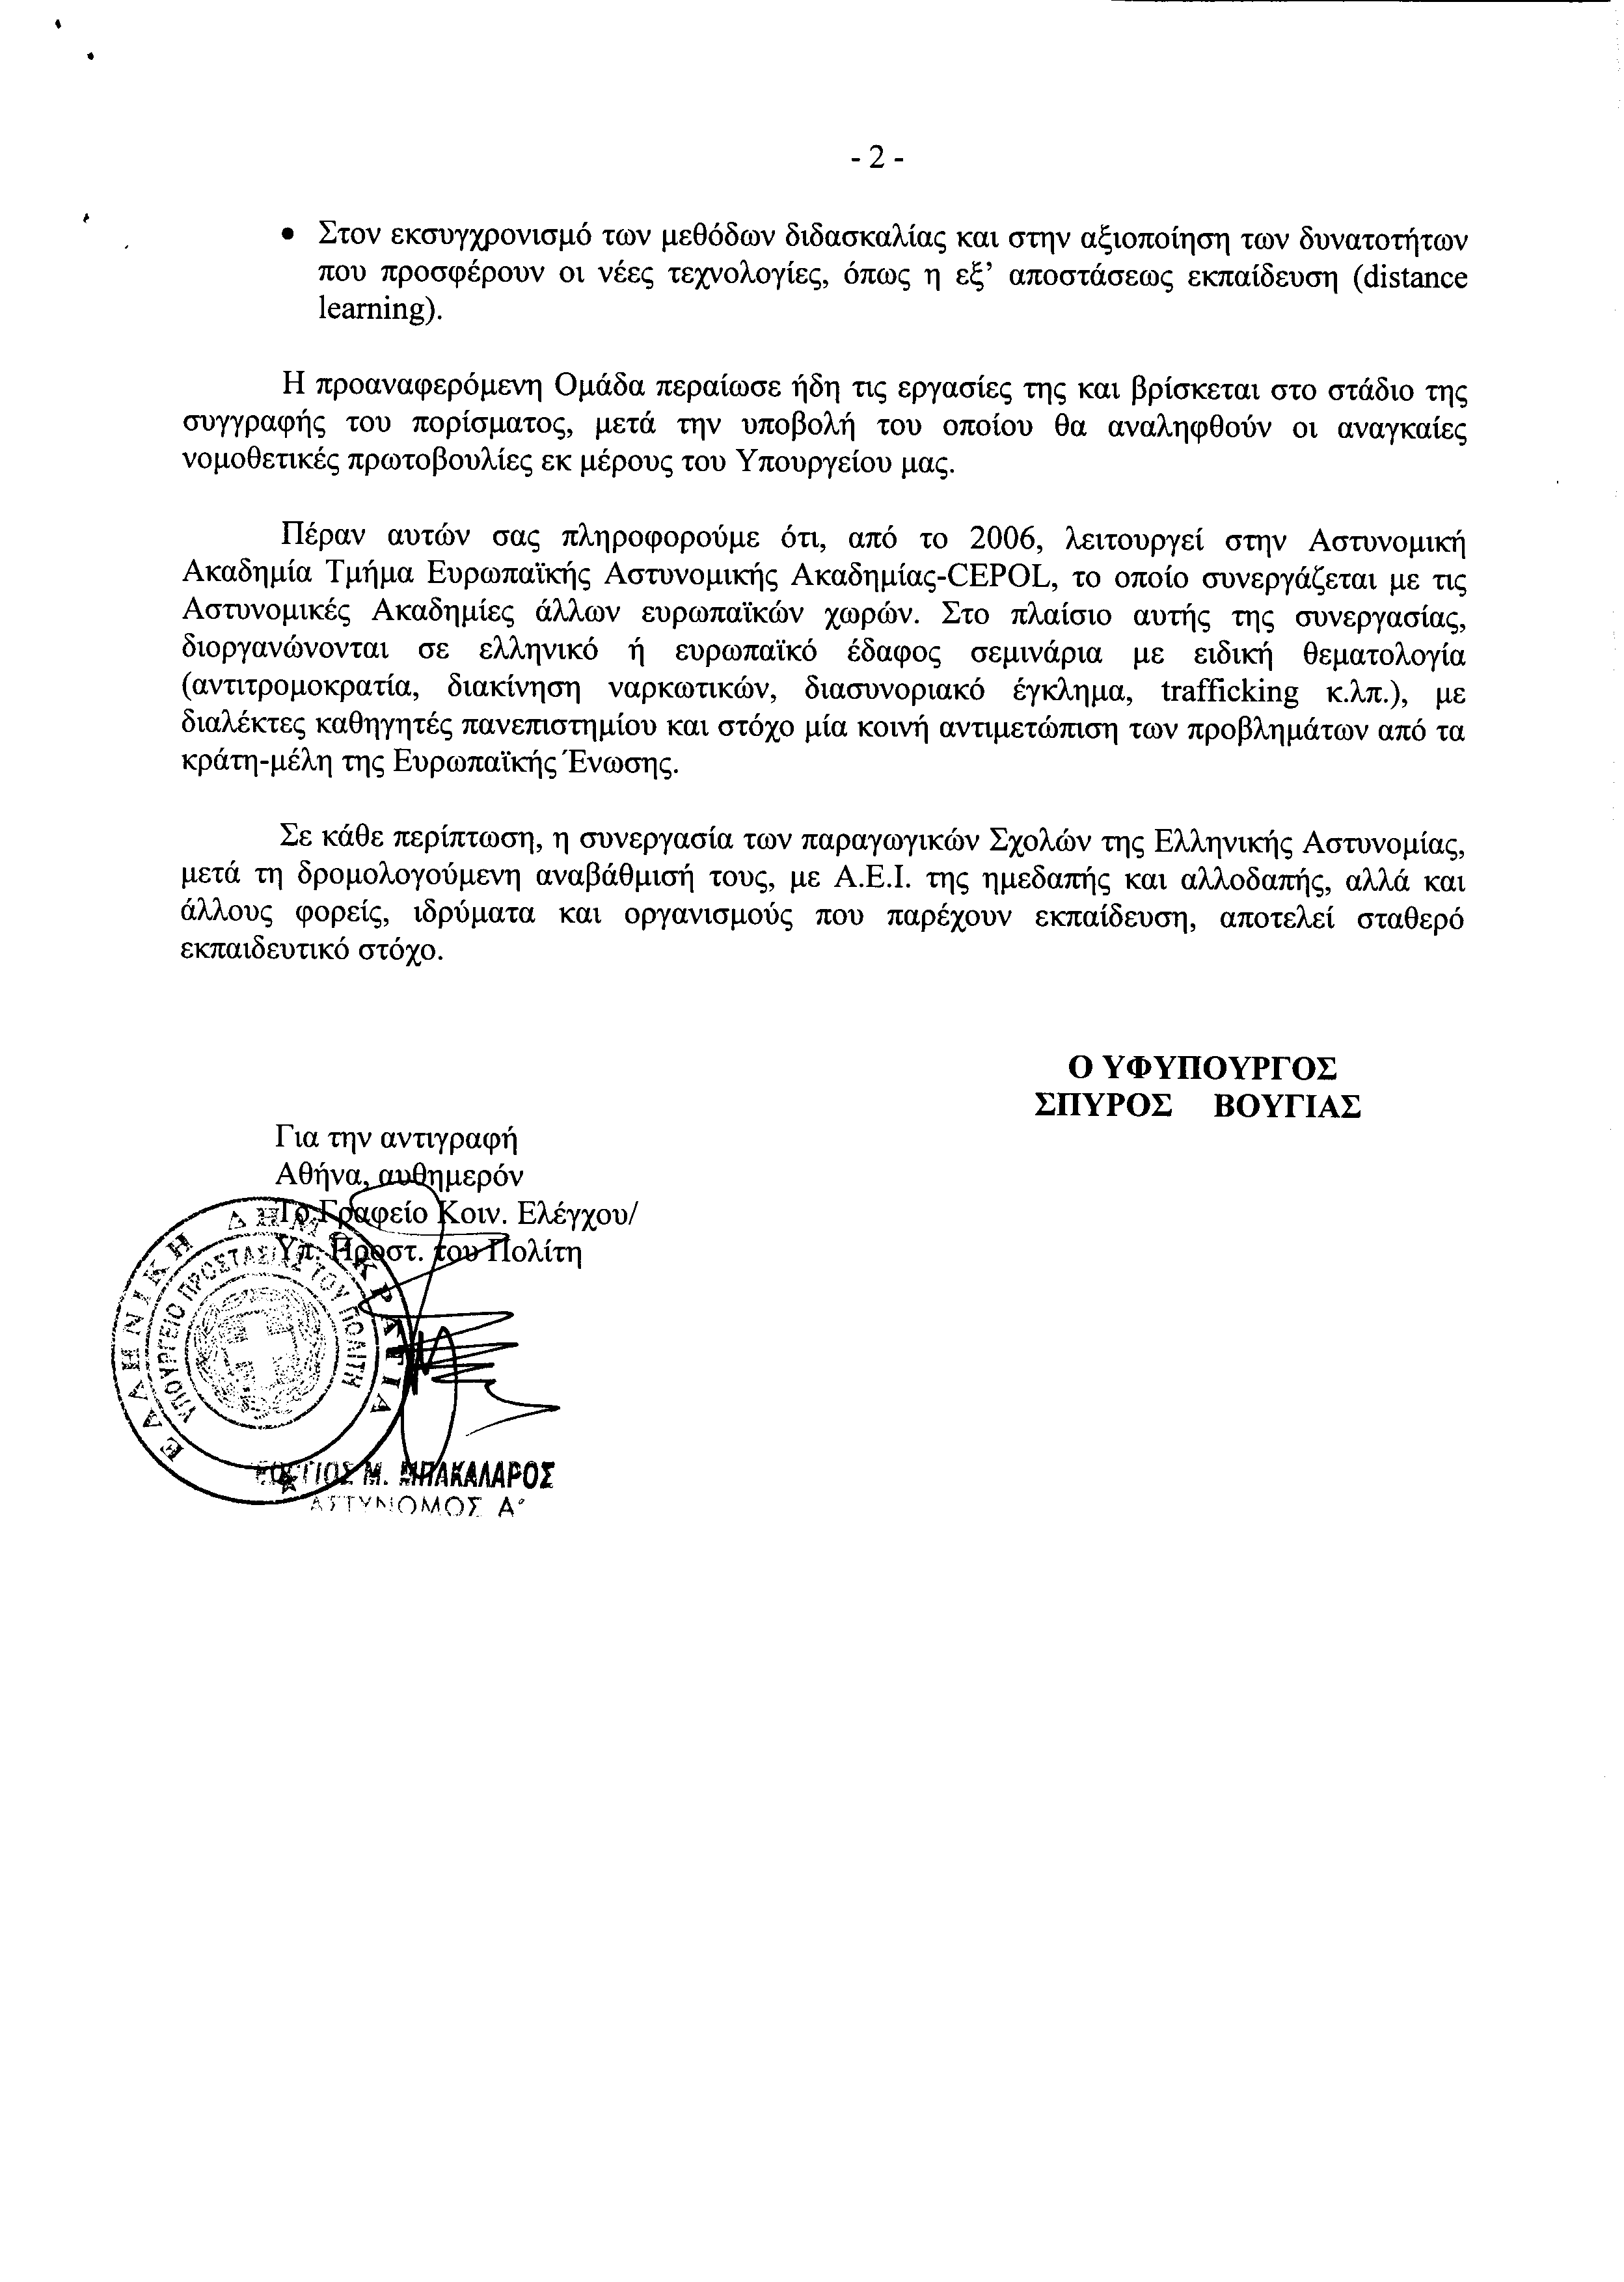 - 2 -
• Στον εκσυγχρονισμό των μεθόδων διδασκαλίας και στην αξιοποίηση των δυνατοτήτων
που προσφέρουν οι νέες τεχνολογίες, όπως η εξ’ αποστάσεως εκπαίδευση (distance
learning).
Η προαναφερόμενη Ομάδα περαίωσε ήδη τις εργασίες της και βρίσκεται στο στάδιο της
συγγραφής του πορίσματος, μετά την υποβολή του οποίου θα αναληφθούν οι αναγκαίες
νομοθετικές πρωτοβουλίες εκ μέρους του Υπουργείου μας.
Πέραν αυτών σας πληροφορούμε ότι, από το 2006, λειτουργεί στην Αστυνομική
Ακαδημία Τμήμα Ευρωπαϊκής Αστυνομικής Ακαδημίας-CEPOL, το οποίο συνεργάζεται με τις
Αστυνομικές Ακαδημίες άλλων ευρωπαϊκών χωρών. Στο πλαίσιο αυτής της συνεργασίας,
διοργανώνονται σε ελληνικό ή ευρωπαϊκό έδαφος σεμινάρια με ειδική θεματολογία
(αντιτρομοκρατία, διακίνηση ναρκωτικών, διασυνοριακό έγκλημα, trafficking κ.λπ.), με
διαλέκτες καθηγητές πανεπιστημίου και στόχο μία κοινή αντιμετώπιση των προβλημάτων από τα
κράτη-μέλη της Ευρωπαϊκής Ένωσης.
Σε κάθε περίπτωση, η συνεργασία των παραγωγικών Σχολών της Ελληνικής Αστυνομίας,
μετά τη δρομολογούμενη αναβάθμισή τους, με Α.Ε.Ι. της ημεδαπής και αλλοδαπής, αλλά και
άλλους φορείς, ιδρύματα και οργανισμούς που παρέχουν εκπαίδευση, αποτελεί σταθερό
εκπαιδευτικό στόχο.
Ο ΥΦΥΠΟΥΡΓΟΣ
ΣΠΥΡΟΣ ΒΟΥΓΙΑΣ
Για την αντιγραφή
Αθήνα, αυθημερόν
Το Γραφείο Κοιν. Ελέγχου/
Υπ. Προστ. του Πολίτη
ΕΛΛΗΝΙΚΗ ΔΗΜΟΚΡΑΤΙΑ
ΥΠΟΥΡΓΕΙΟ ΠΡΟΣΤΑΣΙΑΣ ΤΟΥ ΠΟΛΙΤΗ
Μ. ΜΠΑΚΑΛΑΡΟΣ
ΑΣΤΥΝΟΜΟΣ Α΄